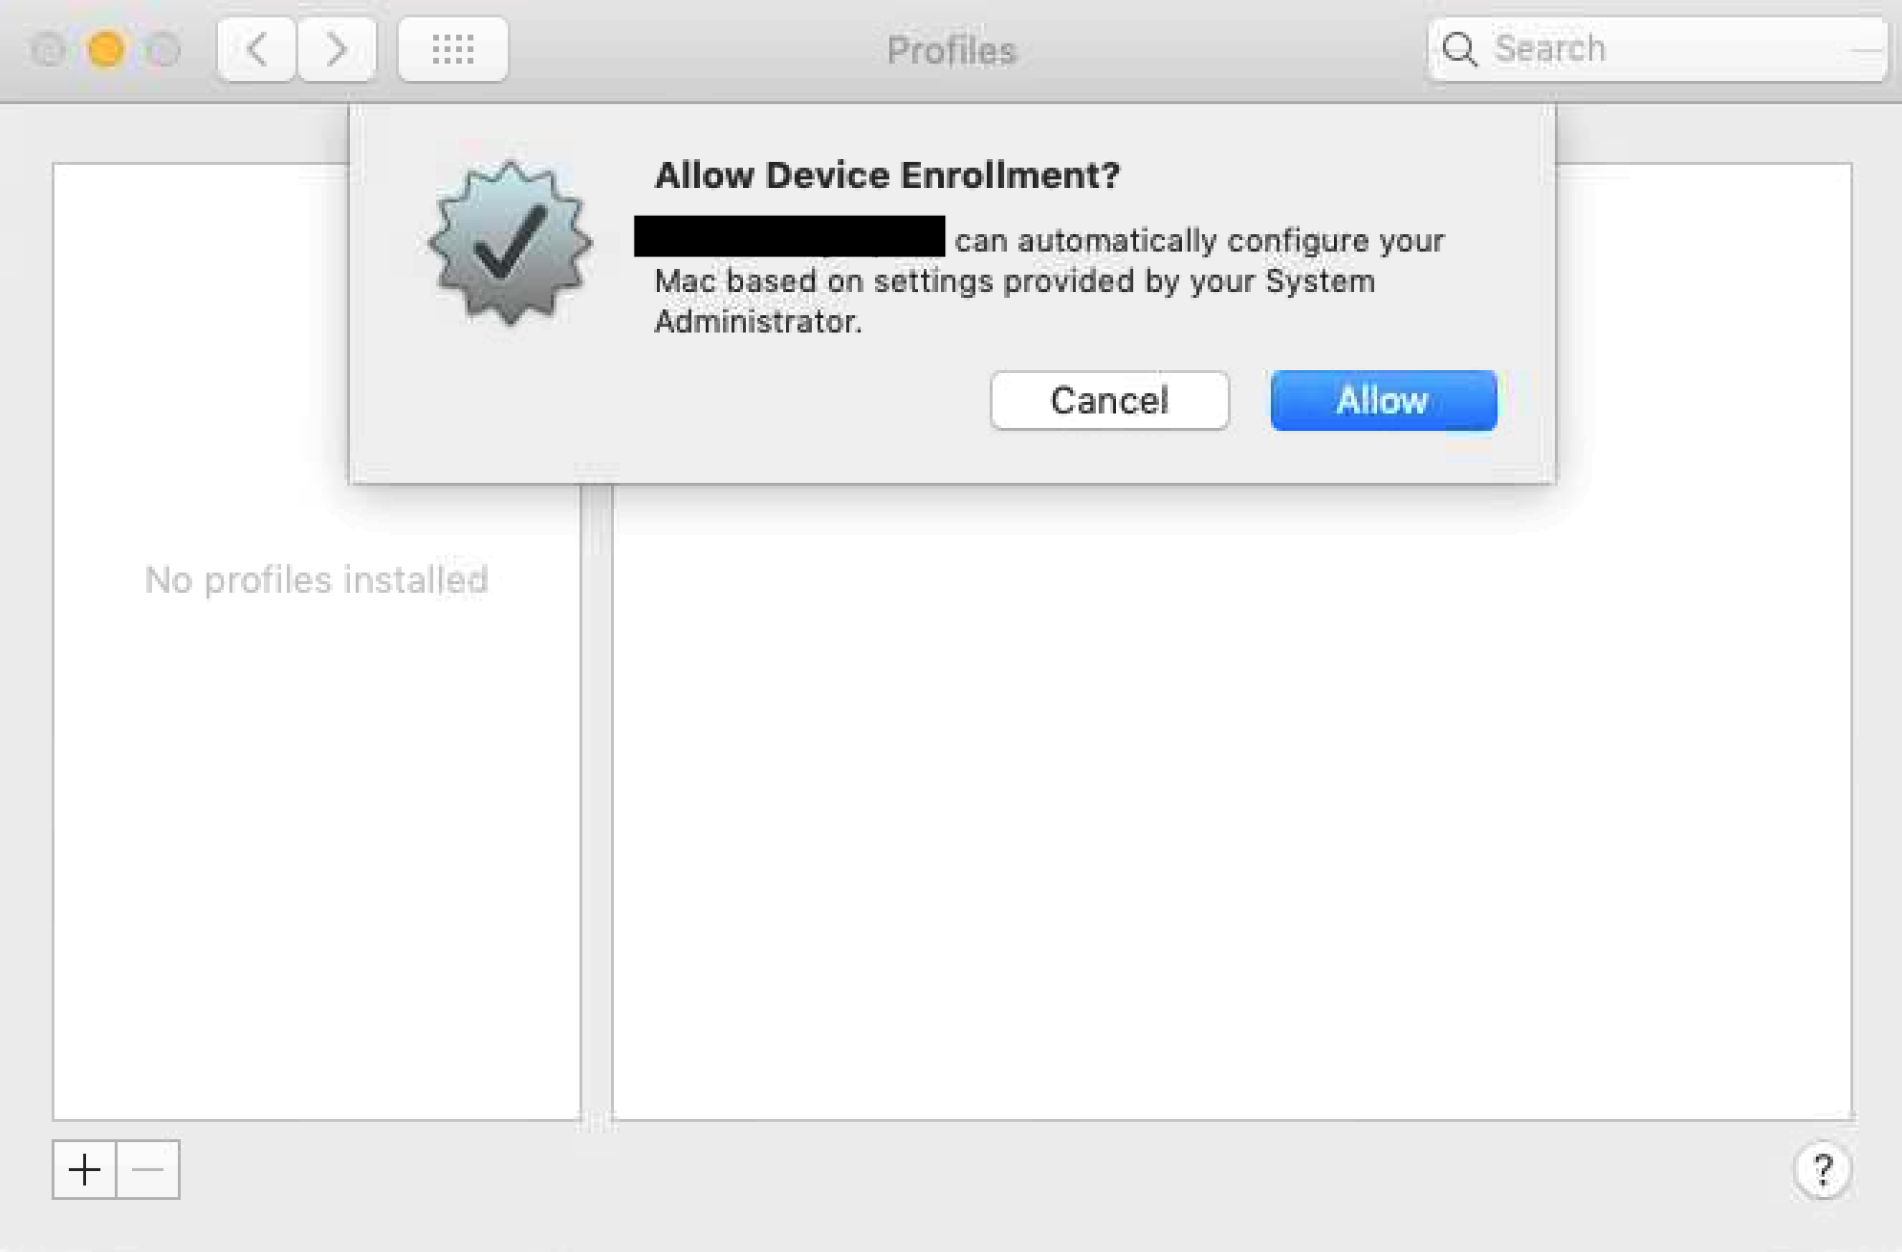 Profiles
Search
Allow Device Enrollment?
can automatically configure your
Mac based on settings provided by your System
Administrator.
Cancel
Allow
No profiles installed
?